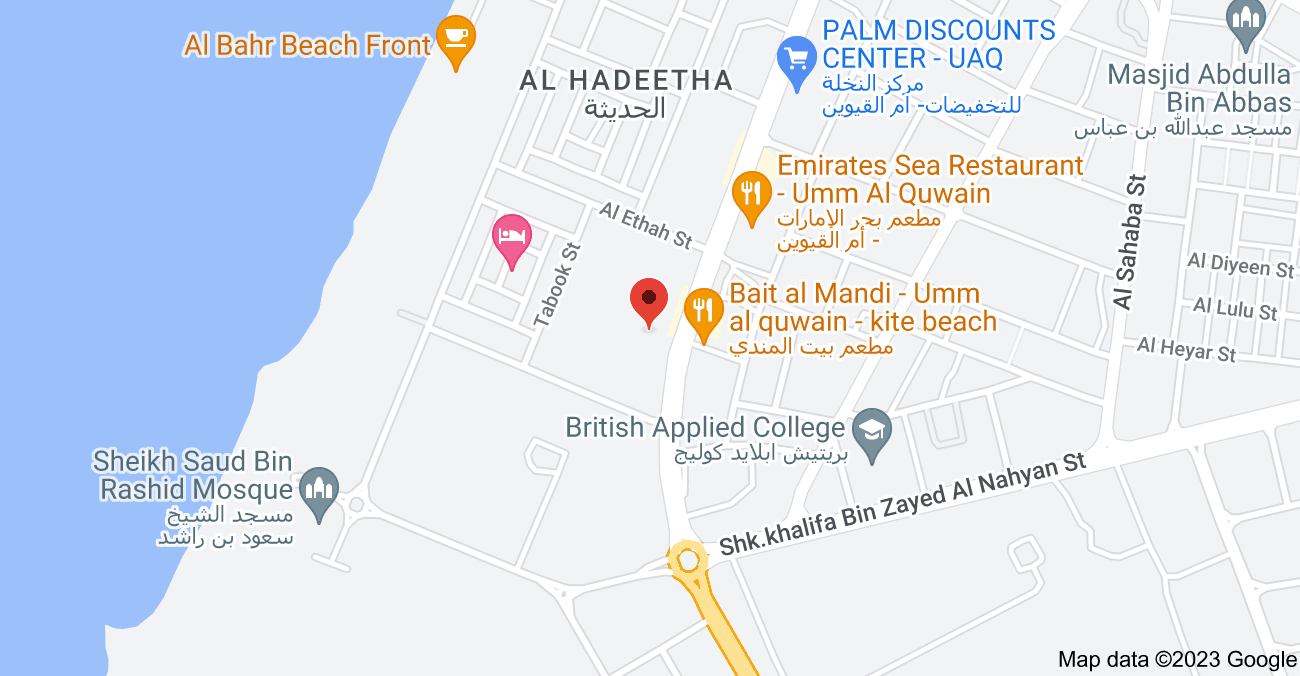 Al Bahr Beach Front
AL HADEETHA
الحديثة
PALM DISCOUNTS
CENTER - UAQ
مركز النخلة
للتخفيضات- ام القيوين
Masjid Abdulla
Bin Abbas
مسجد عبدالله بن عباس
Emirates Sea Restaurant
- Umm Al Quwain
مطعم بحر الإمارات
- أم القيوين
Al Ethah St
Tabook St
Al Sahaba St
Al Diyeen St
Al Lulu St
Al Heyar St
Bait al Mandi - Umm
al quwain - kite beach
مطعم بيت المندي
British Applied College
بريتيش ابلايد كوليج
Sheikh Saud Bin
Rashid Mosque
مسجد الشيخ
سعود بن راشد
Shk.khalifa Bin Zayed Al Nahyan St
Map data ©2023 Google